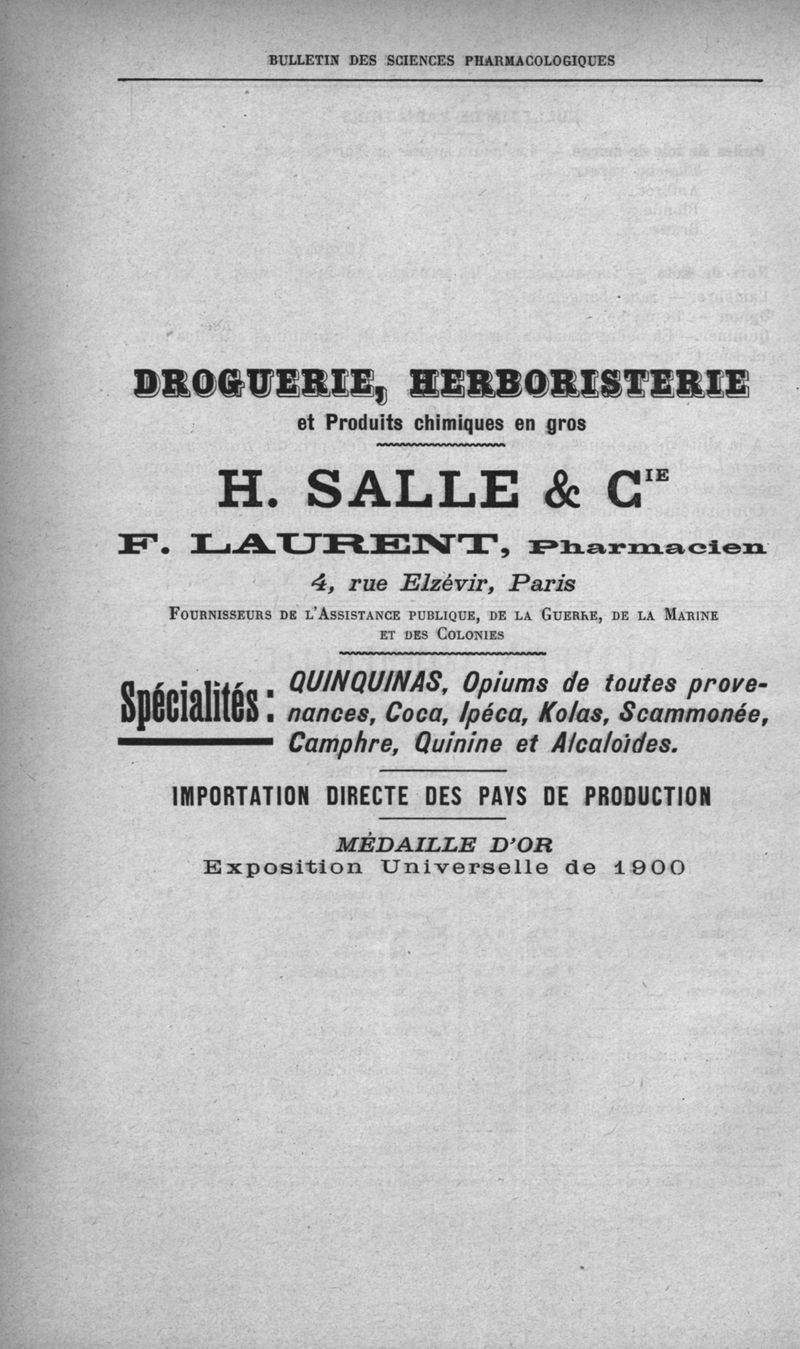 BULLETIN DES SCIENCES PHARMACOLOGIQUES
DROGUERIE, HERBORISTERIE
et Produits chimiques en gros
H. SALLE & CIE
F. LAURENT, Pharmacien
4, rue Elzévir, Paris
FOURNISSEURS DE L'ASSISTANCE PUBLIQUE, DE LA GUERRE, DE LA MARINE
ET DES COLONIES
Spécialités : QUINQUINAS, Opiums de toutes prove-
nances, Coca, Ipéca, Kolas, Scammonée,
Camphre, Quinine et Alcaloïdes.
IMPORTATION DIRECTE DES PAYS DE PRODUCTION
MÉDAILLE D'OR
Exposition Universelle de 1900